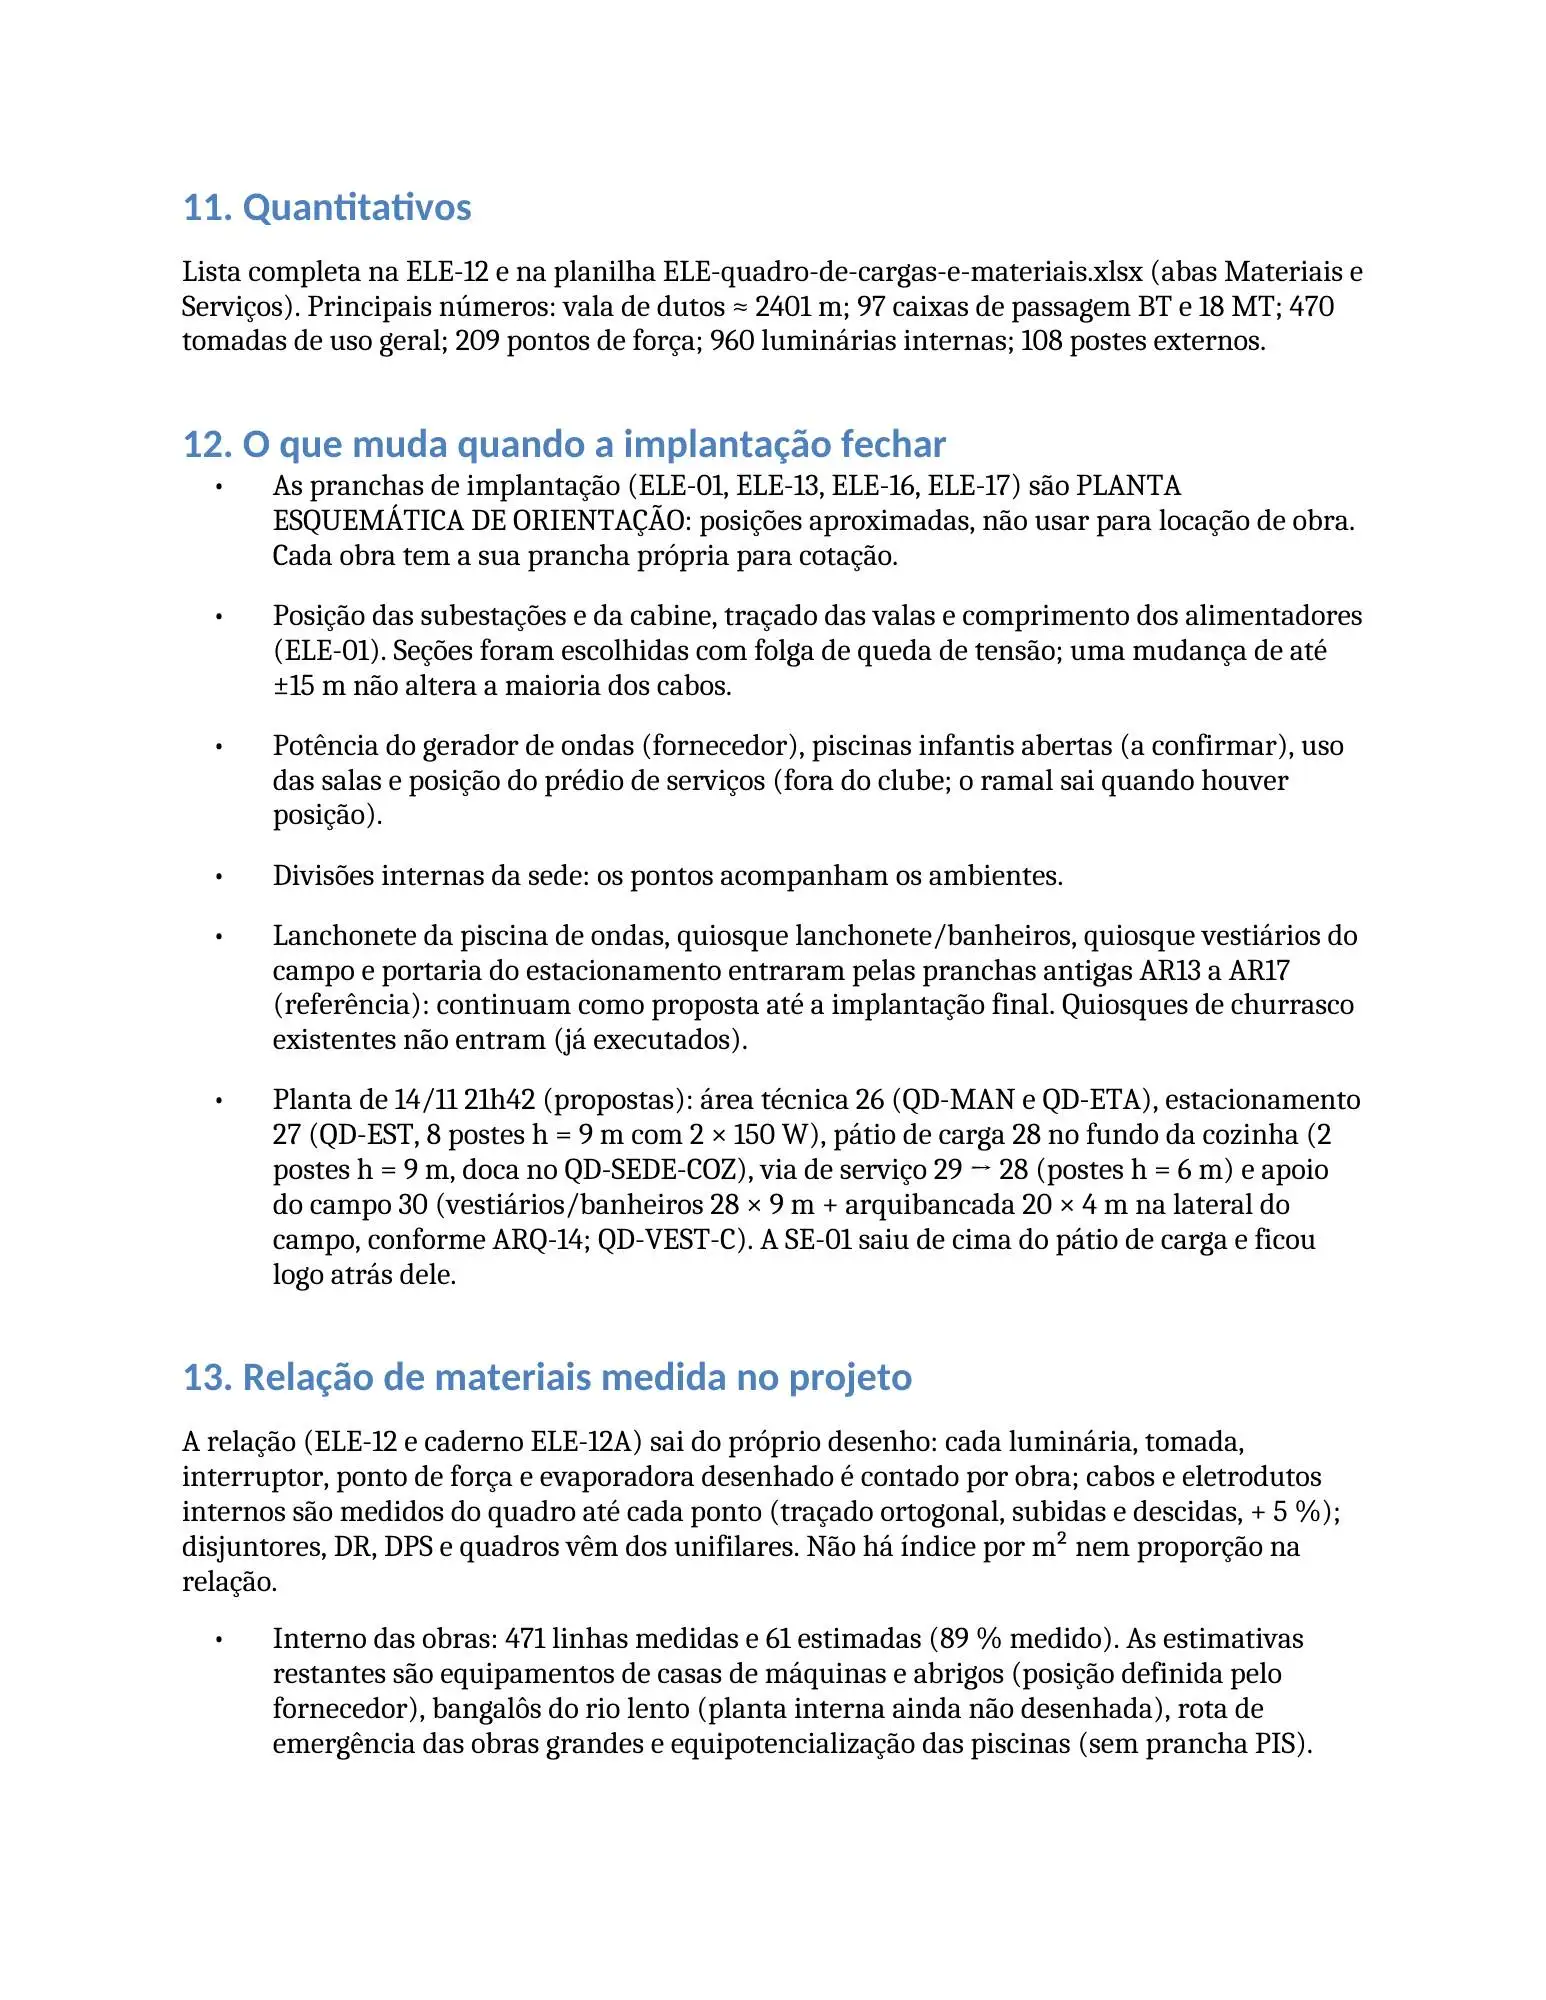 11. Quantitativos
Lista completa na ELE-12 e na planilha ELE-quadro-de-cargas-e-materiais.xlsx (abas Materiais e
Serviços). Principais números: vala de dutos ≈ 2401 m; 97 caixas de passagem BT e 18 MT; 470
tomadas de uso geral; 209 pontos de força; 960 luminárias internas; 108 postes externos.
12. O que muda quando a implantação fechar
• As pranchas de implantação (ELE-01, ELE-13, ELE-16, ELE-17) são PLANTA
ESQUEMÁTICA DE ORIENTAÇÃO: posições aproximadas, não usar para locação de obra.
Cada obra tem a sua prancha própria para cotação.
• Posição das subestações e da cabine, traçado das valas e comprimento dos alimentadores
(ELE-01). Seções foram escolhidas com folga de queda de tensão; uma mudança de até
±15 m não altera a maioria dos cabos.
• Potência do gerador de ondas (fornecedor), piscinas infantis abertas (a confirmar), uso
das salas e posição do prédio de serviços (fora do clube; o ramal sai quando houver
posição).
• Divisões internas da sede: os pontos acompanham os ambientes.
• Lanchonete da piscina de ondas, quiosque lanchonete/banheiros, quiosque vestiários do
campo e portaria do estacionamento entraram pelas pranchas antigas AR13 a AR17
(referência): continuam como proposta até a implantação final. Quiosques de churrasco
existentes não entram (já executados).
• Planta de 14/11 21h42 (propostas): área técnica 26 (QD-MAN e QD-ETA), estacionamento
27 (QD-EST, 8 postes h = 9 m com 2 × 150 W), pátio de carga 28 no fundo da cozinha (2
postes h = 9 m, doca no QD-SEDE-COZ), via de serviço 29 → 28 (postes h = 6 m) e apoio
do campo 30 (vestiários/banheiros 28 × 9 m + arquibancada 20 × 4 m na lateral do
campo, conforme ARQ-14; QD-VEST-C). A SE-01 saiu de cima do pátio de carga e ficou
logo atrás dele.
13. Relação de materiais medida no projeto
A relação (ELE-12 e caderno ELE-12A) sai do próprio desenho: cada luminária, tomada,
interruptor, ponto de força e evaporadora desenhado é contado por obra; cabos e eletrodutos
internos são medidos do quadro até cada ponto (traçado ortogonal, subidas e descidas, + 5 %);
disjuntores, DR, DPS e quadros vêm dos unifilares. Não há índice por m² nem proporção na
relação.
• Interno das obras: 471 linhas medidas e 61 estimadas (89 % medido). As estimativas
restantes são equipamentos de casas de máquinas e abrigos (posição definida pelo
fornecedor), bangalôs do rio lento (planta interna ainda não desenhada), rota de
emergência das obras grandes e equipotencialização das piscinas (sem prancha PIS).